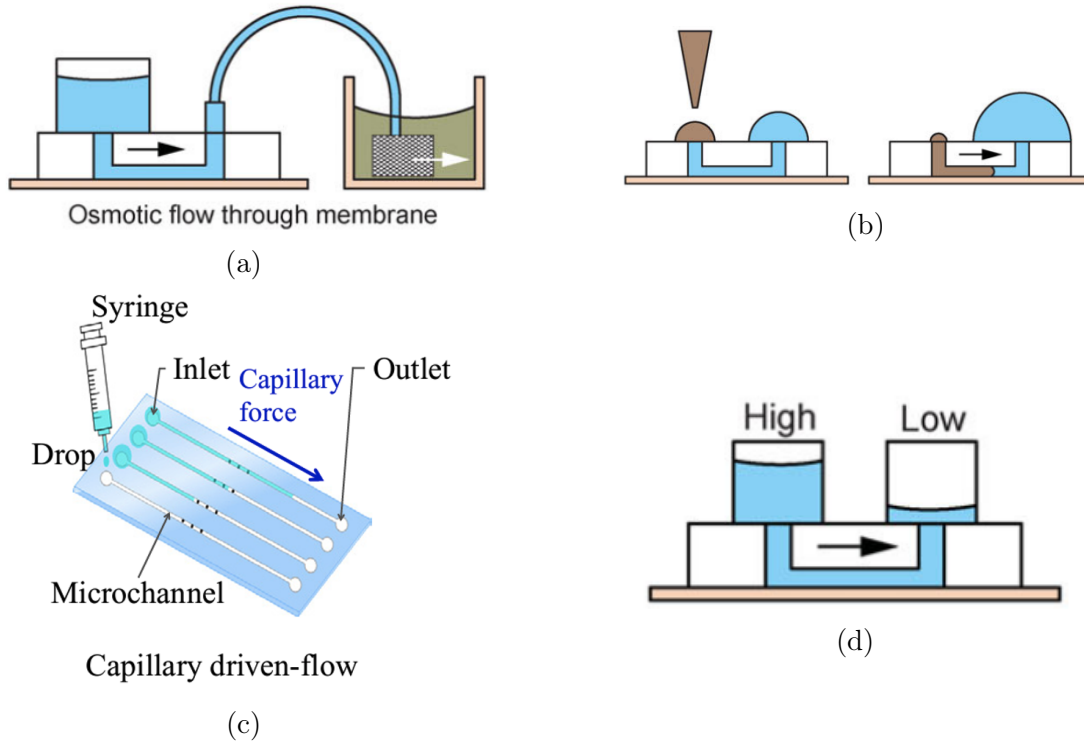 Osmotic flow through membrane
(a)
(b)
Syringe
Inlet
Outlet
Capillary
force
Drop
Microchannel
Capillary driven-flow
(c)
High
Low
(d)